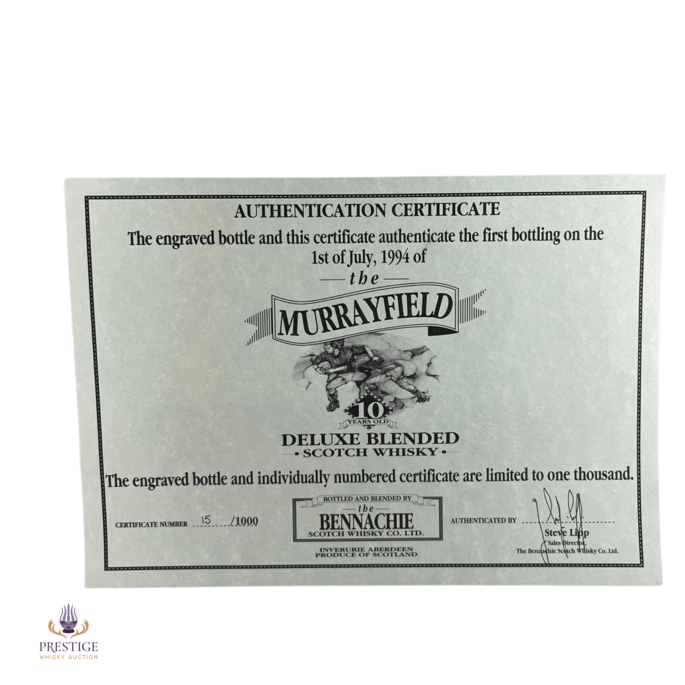 AUTHENTICATION CERTIFICATE
The engraved bottle and this certificate authenticate the first bottling on the
1st of July, 1994 of
the
MURRAYFIELD
10
YEARS OLD
DELUXE BLENDED
• SCOTCH WHISKY •
The engraved bottle and individually numbered certificate are limited to one thousand.
CERTIFICATE NUMBER 15 /1000
BOTTLED AND BLENDED BY
the
BENNACHIE
SCOTCH WHISKY CO. LTD.
INVERURIE ABERDEEN
PRODUCE OF SCOTLAND
AUTHENTICATED BY
Steve Lipp
Sales Director,
The Bennachie Scotch Whisky Co. Ltd.
PRESTIGE
WHISKY AUCTION